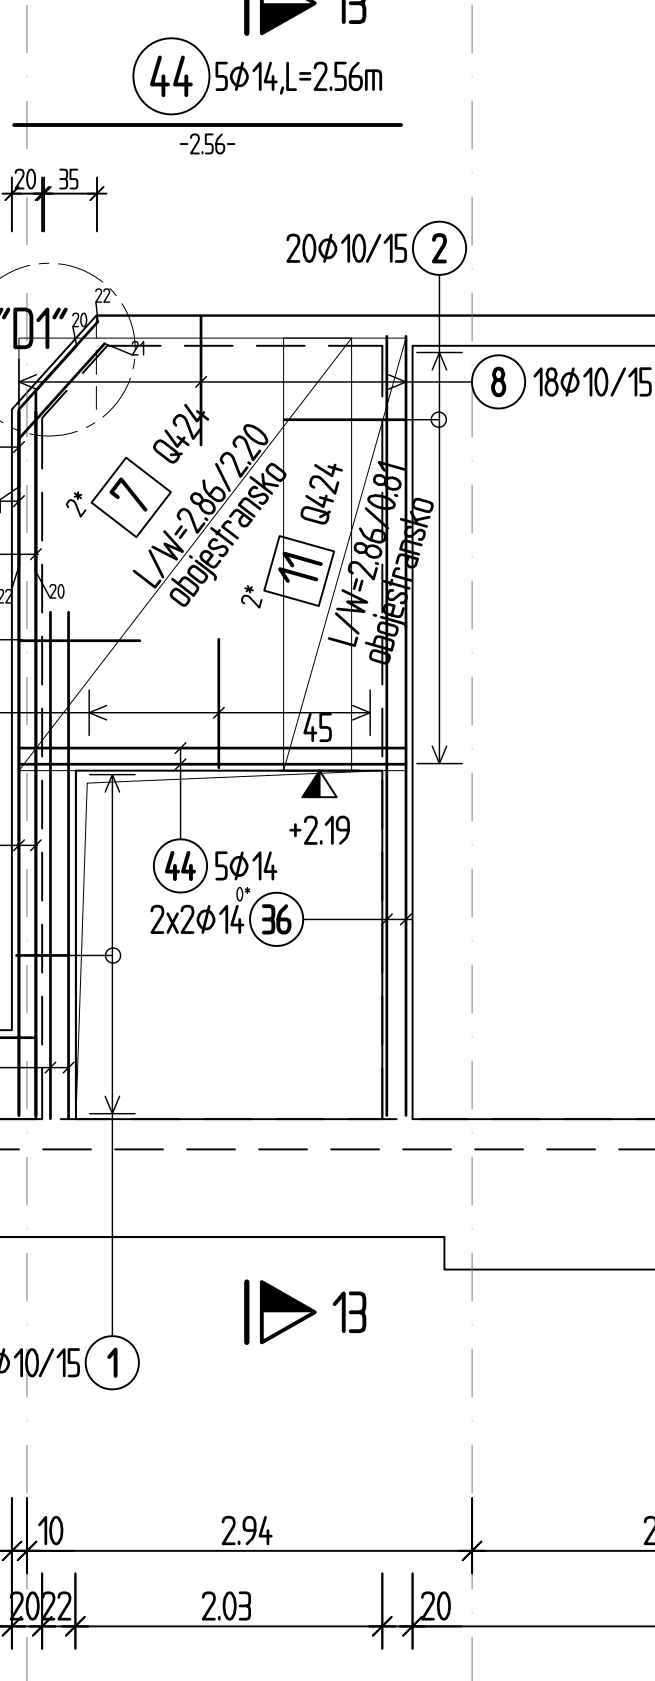 13
44 5ϕ14,L=2.56m
-2.56-
20 35
20ϕ10/15 2
"D1"
22
20
21
8 18ϕ10/15
2* 7 Q424
L/W=2.86/2.20
obojestransko
2* 11 Q424
L/W=2.86/0.81
obojestransko
22
20
45
+2.19
44 5ϕ14
0*
2x2ϕ14 36
13
ϕ10/15 1
10 2.94 2
20 22 2.03 20